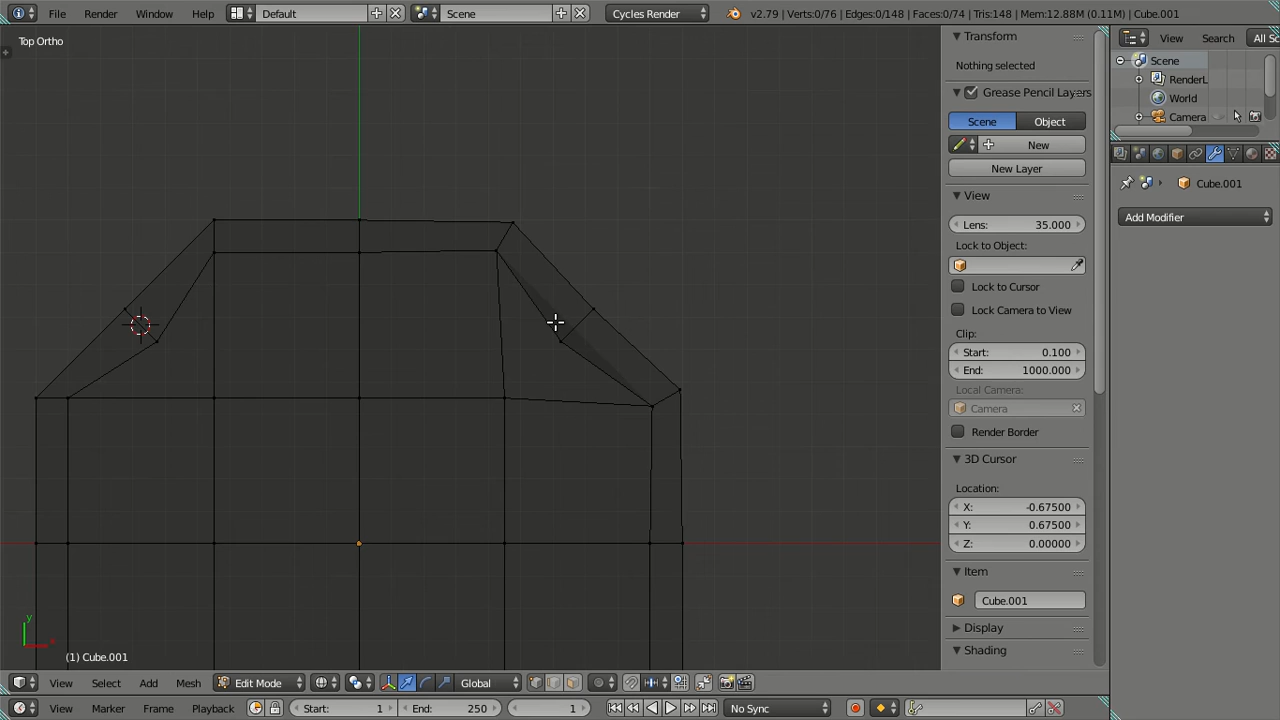 File Render Window Help Default Scene Cycles Render v2.79 | Verts:0/76 | Edges:0/148 | Faces:0/74 | Tris:148 | Mem:12.88M (0.11M) | Cube.001
Top Ortho
Transform
Nothing selected
Grease Pencil Layers
Scene Object
New
New Layer
View
Lens: 35.000
Lock to Object:
Lock to Cursor
Lock Camera to View
Clip:
Start: 0.100
End: 1000.000
Local Camera:
Camera
Render Border
3D Cursor
Location:
X: -0.67500
Y: 0.67500
Z: 0.00000
Item
Cube.001
Display
Shading
View Search All Sc
Scene
RenderL
World
Camera
Cube.001
Add Modifier
y
x
(1) Cube.001
View Select Add Mesh Edit Mode Global
View Marker Frame Playback Start: 1 End: 250 1 No Sync